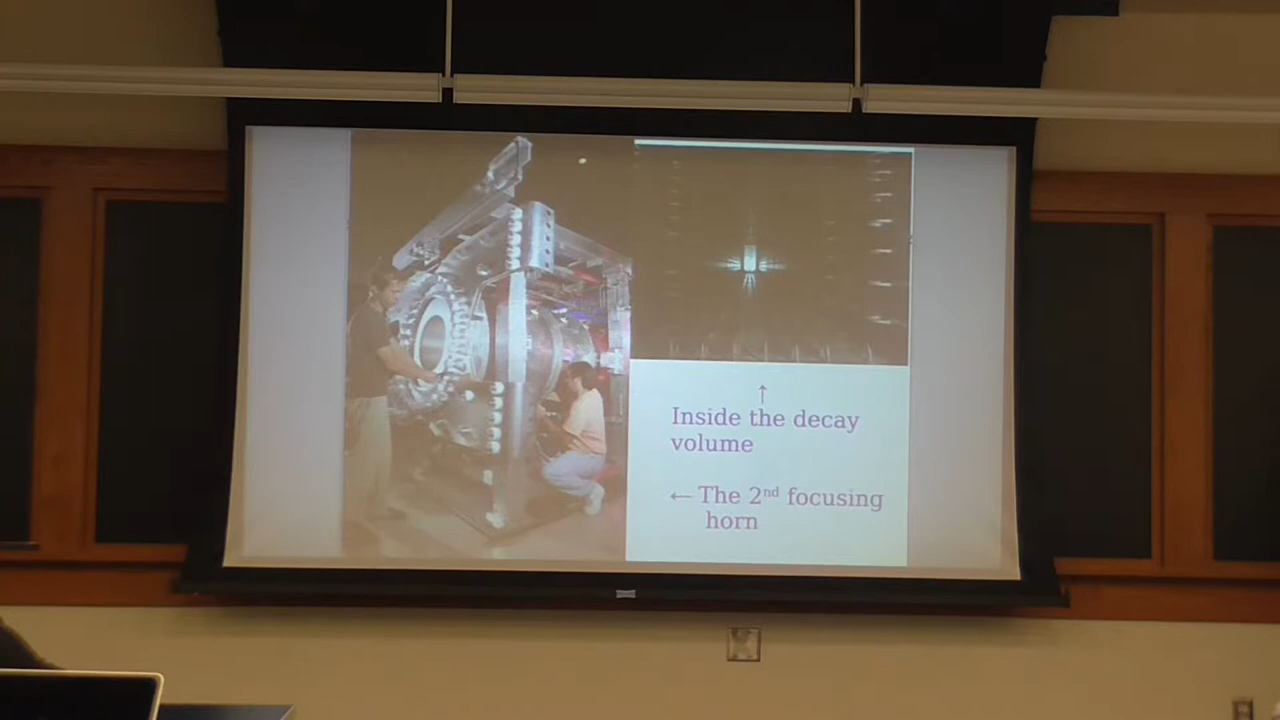 ↑
Inside the decay
volume
← The 2nd focusing
horn